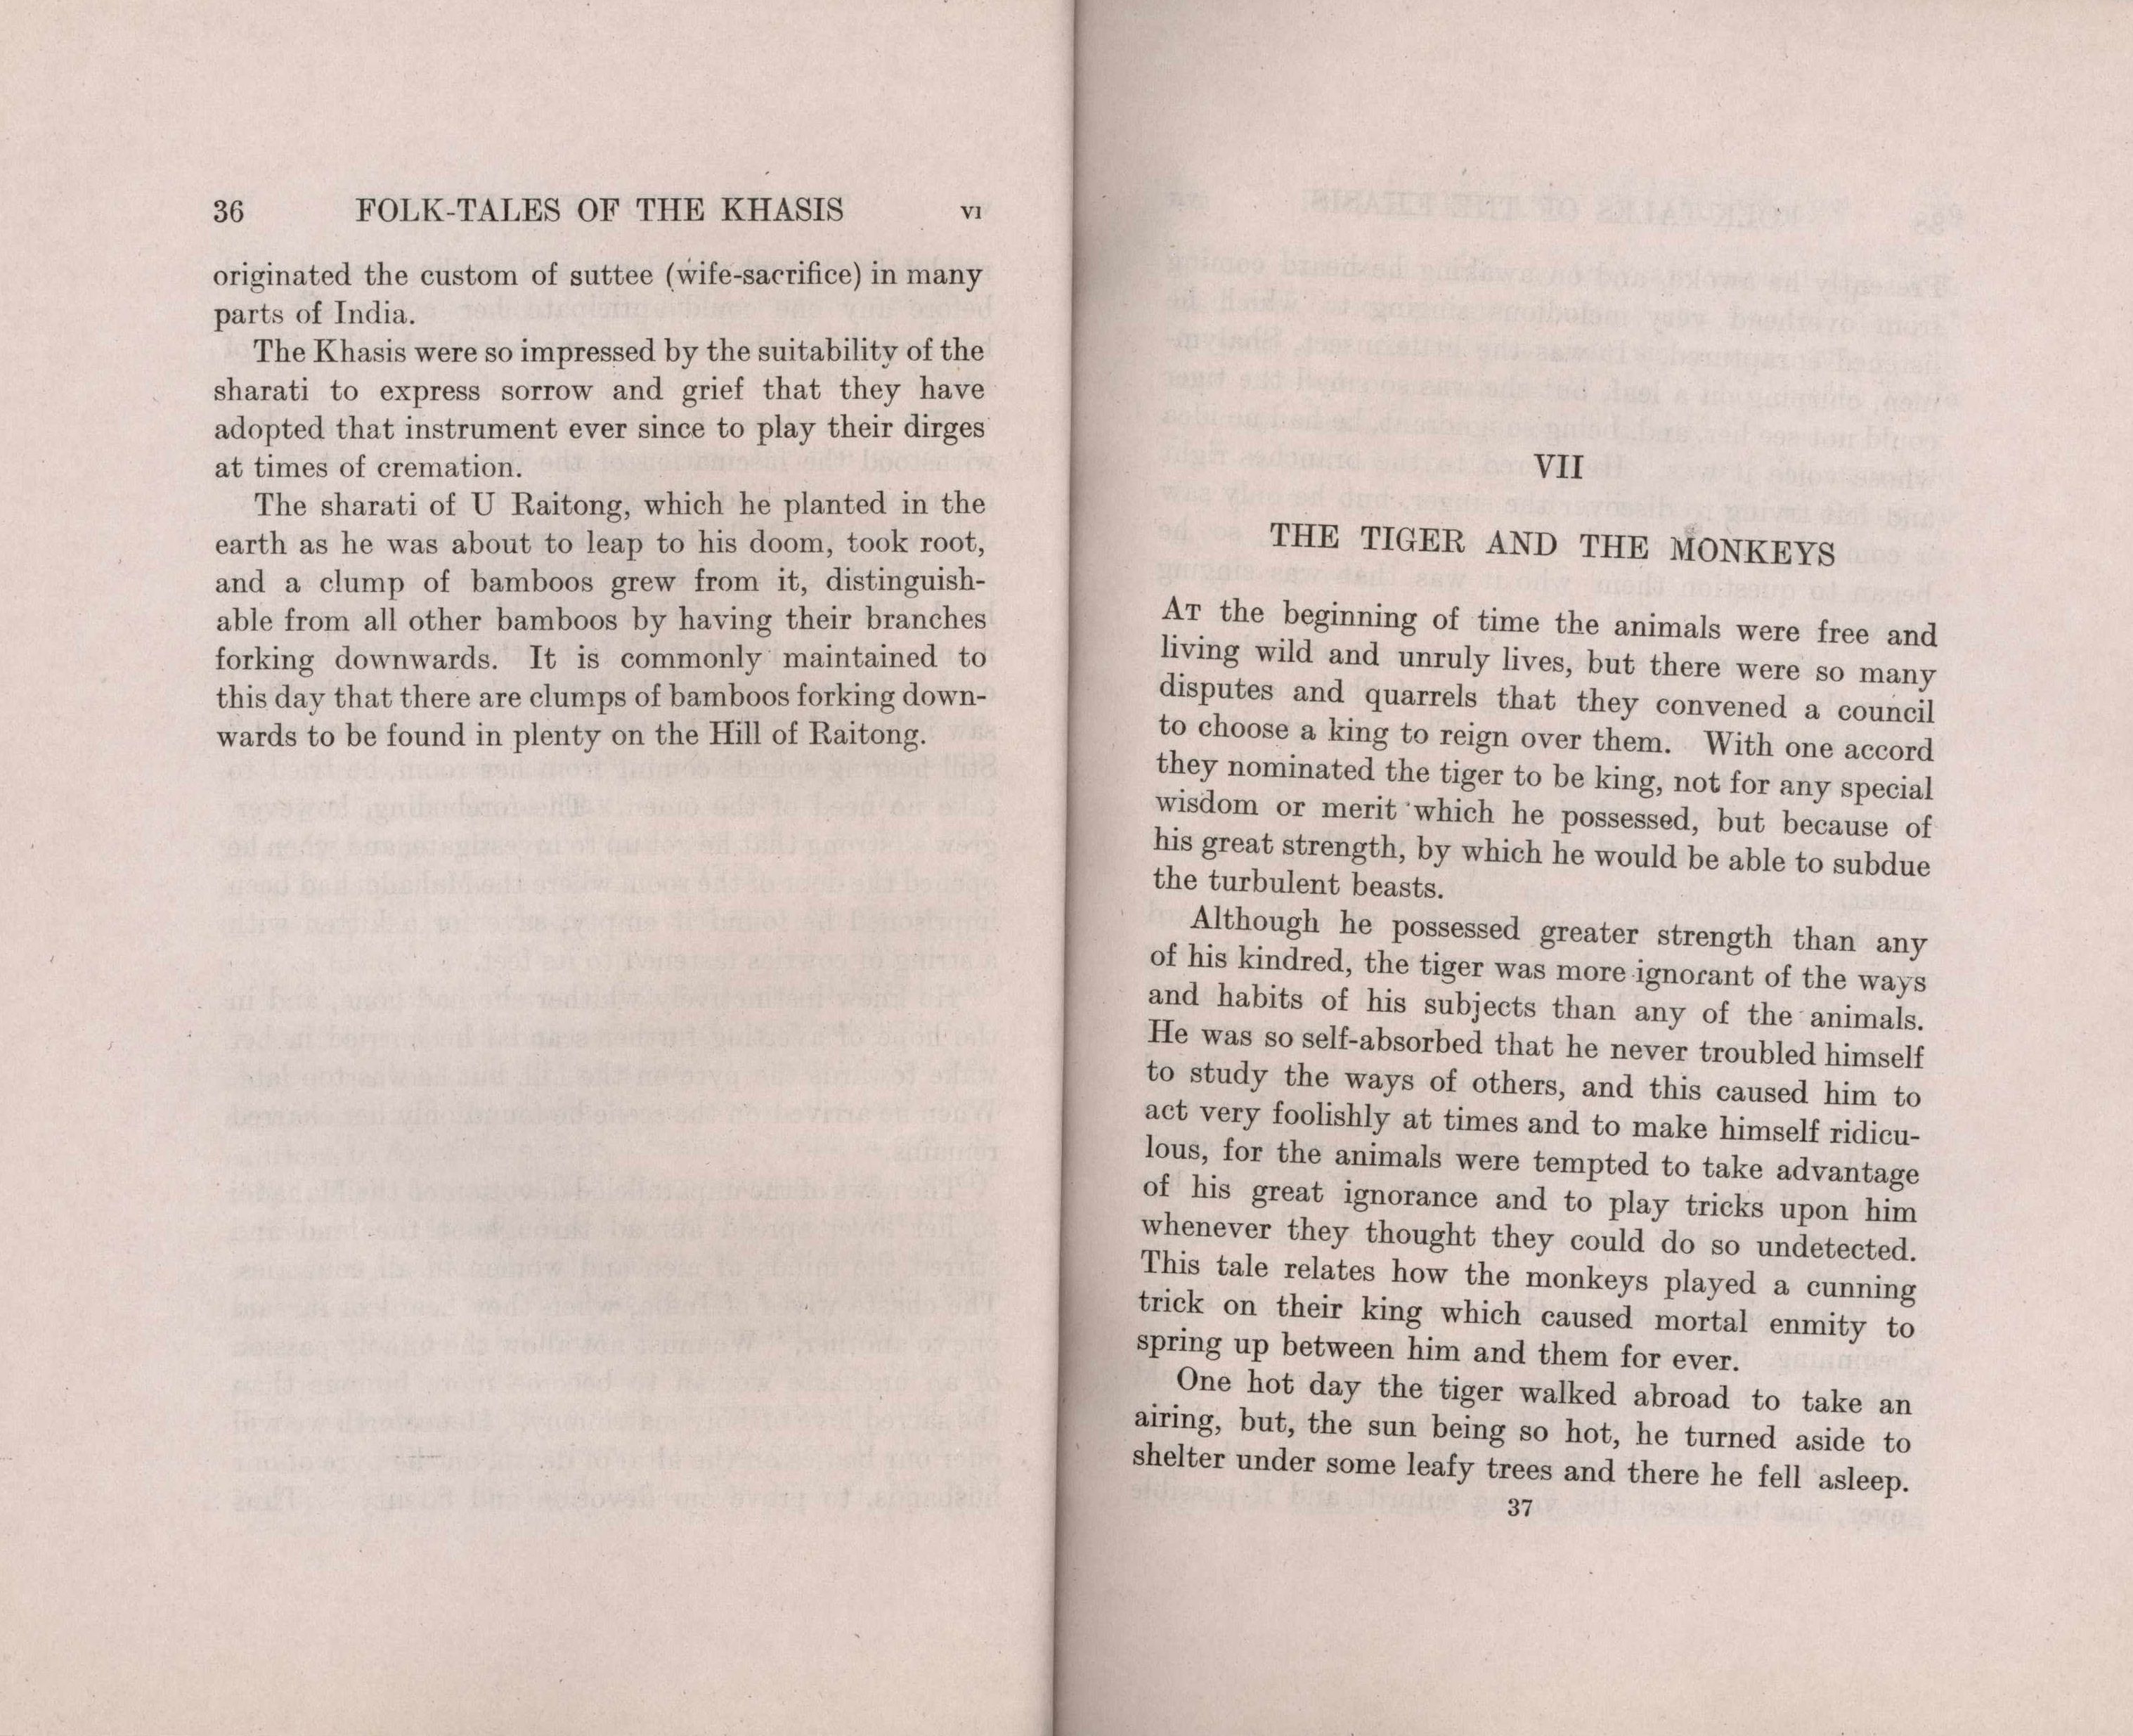 36 FOLK-TALES OF THE KHASIS VI
originated the custom of suttee (wife-sacrifice) in many
parts of India.
The Khasis were so impressed by the suitability of the
sharati to express sorrow and grief that they have
adopted that instrument ever since to play their dirges
at times of cremation.
The sharati of U Raitong, which he planted in the
earth as he was about to leap to his doom, took root,
and a clump of bamboos grew from it, distinguish-
able from all other bamboos by having their branches
forking downwards. It is commonly maintained to
this day that there are clumps of bamboos forking down-
wards to be found in plenty on the Hill of Raitong.
VII
THE TIGER AND THE MONKEYS
AT the beginning of time the animals were free and
living wild and unruly lives, but there were so many
disputes and quarrels that they convened a council
to choose a king to reign over them. With one accord
they nominated the tiger to be king, not for any special
wisdom or merit which he possessed, but because of
his great strength, by which he would be able to subdue
the turbulent beasts.
Although he possessed greater strength than any
of his kindred, the tiger was more ignorant of the ways
and habits of his subjects than any of the animals.
He was so self-absorbed that he never troubled himself
to study the ways of others, and this caused him to
act very foolishly at times and to make himself ridicu-
lous, for the animals were tempted to take advantage
of his great ignorance and to play tricks upon him
whenever they thought they could do so undetected.
This tale relates how the monkeys played a cunning
trick on their king which caused mortal enmity to
spring up between him and them for ever.
One hot day the tiger walked abroad to take an
airing, but, the sun being so hot, he turned aside to
shelter under some leafy trees and there he fell asleep.
37